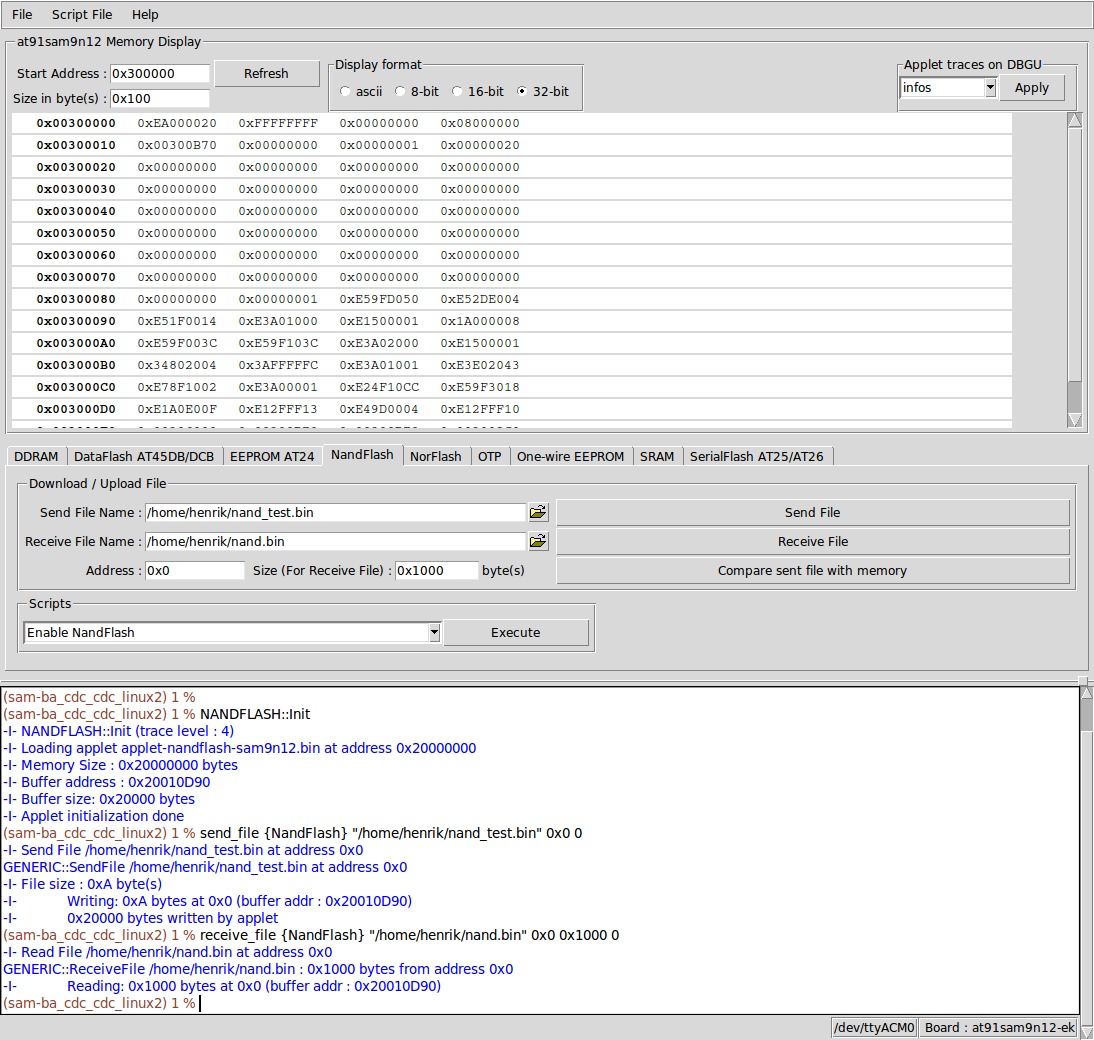 File Script File Help
at91sam9n12 Memory Display
Start Address : 0x300000 Refresh
Size in byte(s) : 0x100
Display format
ascii 8-bit 16-bit 32-bit
Applet traces on DBGU
infos Apply
0x00300000 0xEA000020 0xFFFFFFFF 0x00000000 0x08000000
0x00300010 0x00300B70 0x00000000 0x00000001 0x00000020
0x00300020 0x00000000 0x00000000 0x00000000 0x00000000
0x00300030 0x00000000 0x00000000 0x00000000 0x00000000
0x00300040 0x00000000 0x00000000 0x00000000 0x00000000
0x00300050 0x00000000 0x00000000 0x00000000 0x00000000
0x00300060 0x00000000 0x00000000 0x00000000 0x00000000
0x00300070 0x00000000 0x00000000 0x00000000 0x00000000
0x00300080 0x00000000 0x00000001 0xE59FD050 0xE52DE004
0x00300090 0xE51F0014 0xE3A01000 0xE1500001 0x1A000008
0x003000A0 0xE59F003C 0xE59F103C 0xE3A02000 0xE1500001
0x003000B0 0x34802004 0x3AFFFFFC 0xE3A01001 0xE3E02043
0x003000C0 0xE78F1002 0xE3A00001 0xE24F10CC 0xE59F3018
0x003000D0 0xE1A0E00F 0xE12FFF13 0xE49D0004 0xE12FFF10
DDRAM DataFlash AT45DB/DCB EEPROM AT24 NandFlash NorFlash OTP One-wire EEPROM SRAM SerialFlash AT25/AT26
Download / Upload File
Send File Name : /home/henrik/nand_test.bin Send File
Receive File Name : /home/henrik/nand.bin Receive File
Address : 0x0 Size (For Receive File) : 0x1000 byte(s) Compare sent file with memory
Scripts
Enable NandFlash Execute
(sam-ba_cdc_cdc_linux2) 1 %
(sam-ba_cdc_cdc_linux2) 1 % NANDFLASH::Init
-I- NANDFLASH::Init (trace level : 4)
-I- Loading applet applet-nandflash-sam9n12.bin at address 0x20000000
-I- Memory Size : 0x20000000 bytes
-I- Buffer address : 0x20010D90
-I- Buffer size: 0x20000 bytes
-I- Applet initialization done
(sam-ba_cdc_cdc_linux2) 1 % send_file {NandFlash} "/home/henrik/nand_test.bin" 0x0 0
-I- Send File /home/henrik/nand_test.bin at address 0x0
GENERIC::SendFile /home/henrik/nand_test.bin at address 0x0
-I- File size : 0xA byte(s)
-I- Writing: 0xA bytes at 0x0 (buffer addr : 0x20010D90)
-I- 0x20000 bytes written by applet
(sam-ba_cdc_cdc_linux2) 1 % receive_file {NandFlash} "/home/henrik/nand.bin" 0x0 0x1000 0
-I- Read File /home/henrik/nand.bin at address 0x0
GENERIC::ReceiveFile /home/henrik/nand.bin : 0x1000 bytes from address 0x0
-I- Reading: 0x1000 bytes at 0x0 (buffer addr : 0x20010D90)
(sam-ba_cdc_cdc_linux2) 1 %
/dev/ttyACM0 Board : at91sam9n12-ek